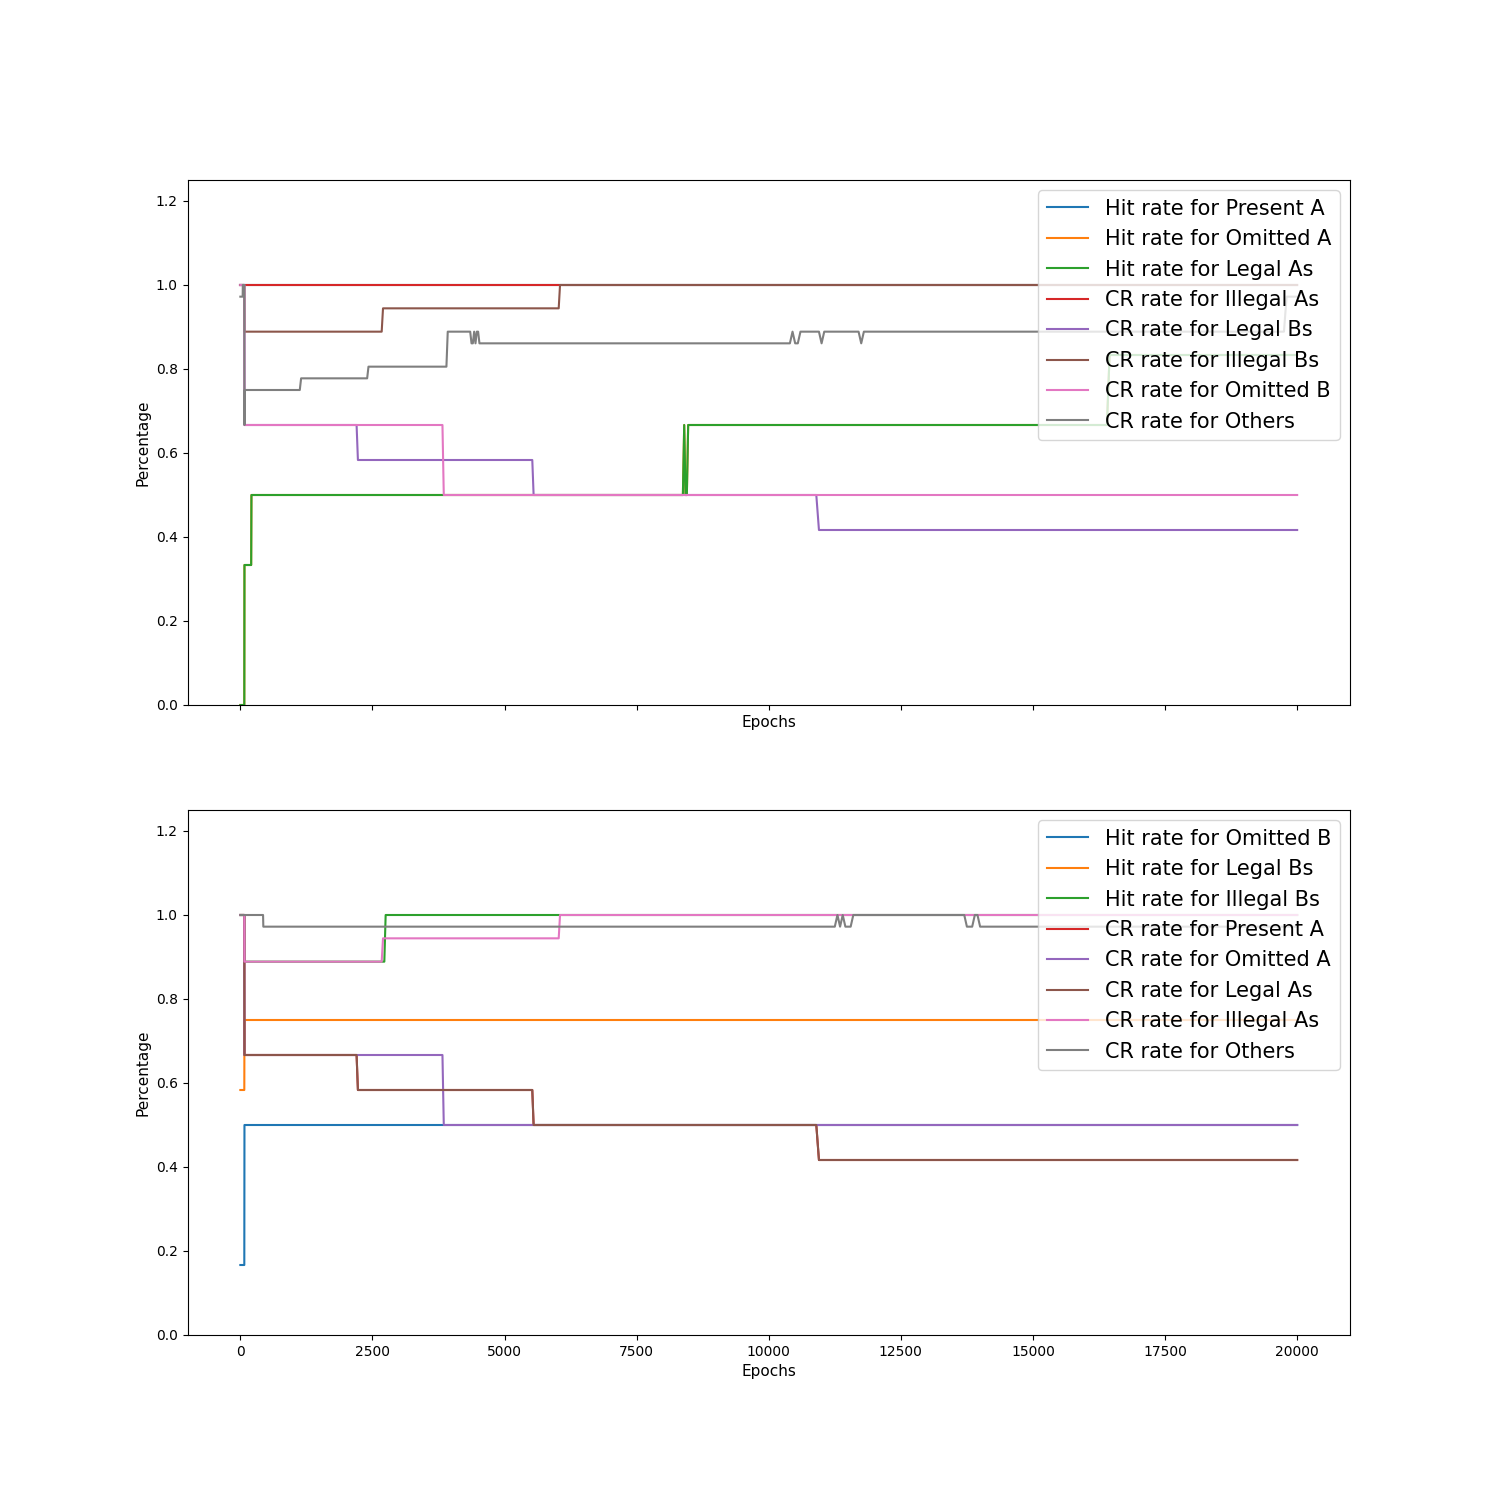 1.2
1.0
0.8
0.6
0.4
0.2
0.0
Percentage
Epochs
Hit rate for Present A
Hit rate for Omitted A
Hit rate for Legal As
CR rate for Illegal As
CR rate for Legal Bs
CR rate for Illegal Bs
CR rate for Omitted B
CR rate for Others
1.2
1.0
0.8
0.6
0.4
0.2
0.0
Percentage
0 2500 5000 7500 10000 12500 15000 17500 20000
Epochs
Hit rate for Omitted B
Hit rate for Legal Bs
Hit rate for Illegal Bs
CR rate for Present A
CR rate for Omitted A
CR rate for Legal As
CR rate for Illegal As
CR rate for Others